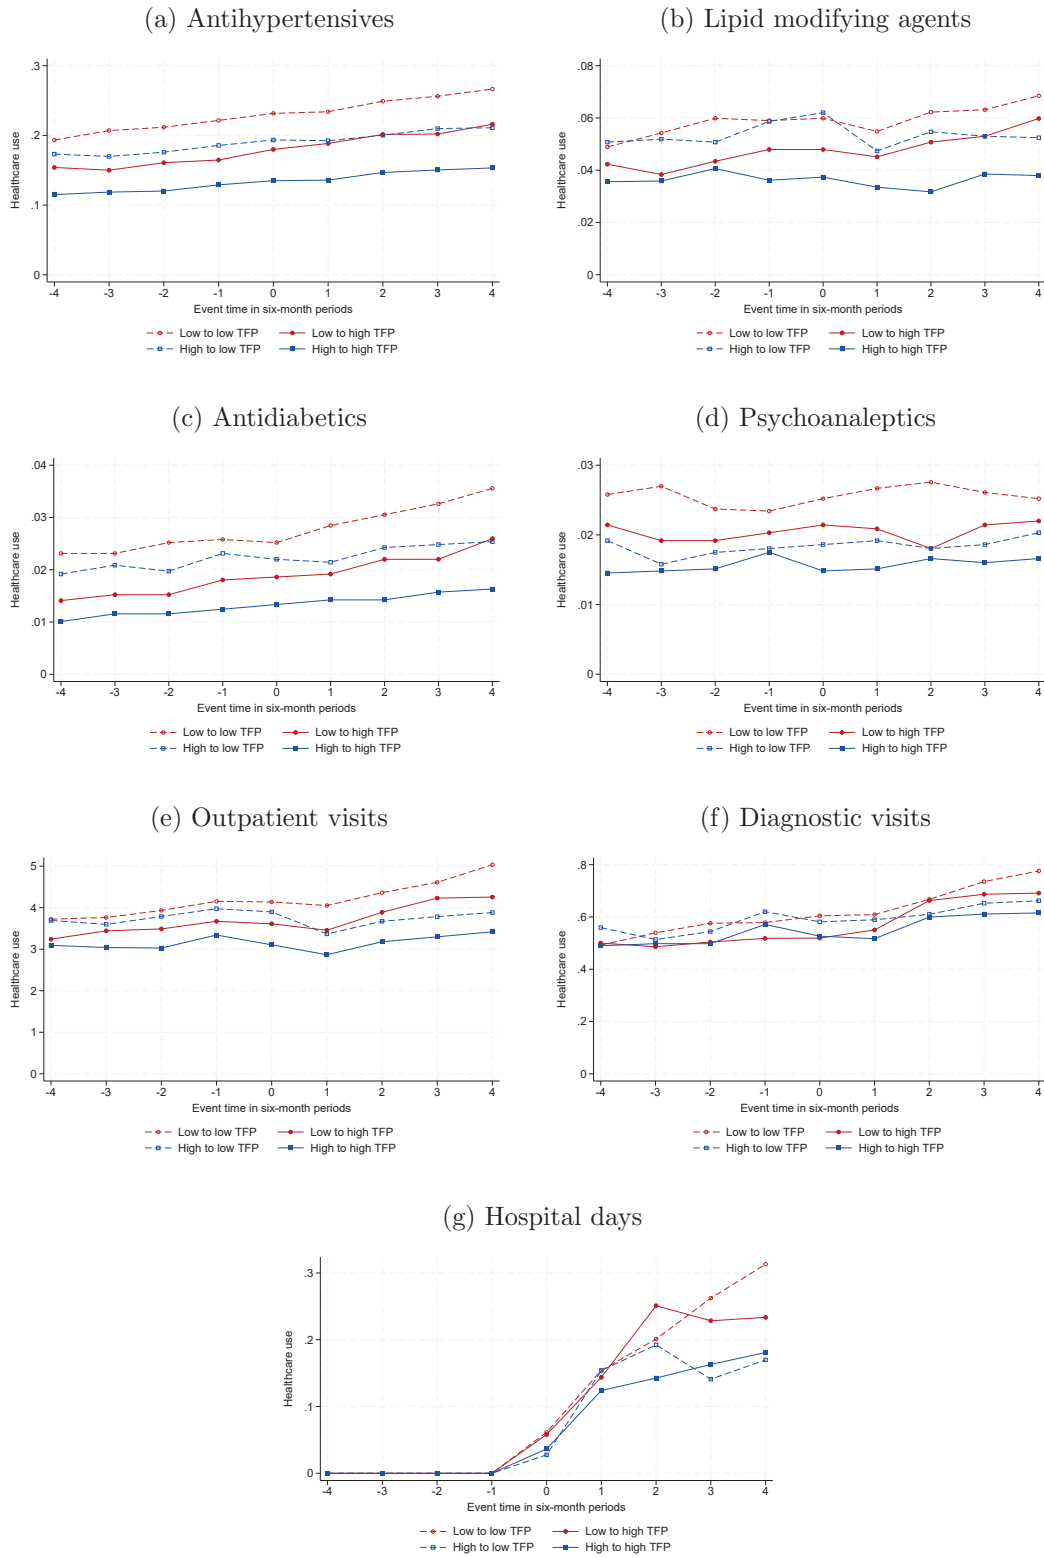 (a) Antihypertensives
.3
.2
.1
0
Healthcare use
-4 -3 -2 -1 0 1 2 3 4
Event time in six-month periods
Low to low TFP Low to high TFP
High to low TFP High to high TFP
(b) Lipid modifying agents
.08
.06
.04
.02
0
Healthcare use
-4 -3 -2 -1 0 1 2 3 4
Event time in six-month periods
Low to low TFP Low to high TFP
High to low TFP High to high TFP
(c) Antidiabetics
.04
.03
.02
.01
0
Healthcare use
-4 -3 -2 -1 0 1 2 3 4
Event time in six-month periods
Low to low TFP Low to high TFP
High to low TFP High to high TFP
(d) Psychoanaleptics
.03
.02
.01
0
Healthcare use
-4 -3 -2 -1 0 1 2 3 4
Event time in six-month periods
Low to low TFP Low to high TFP
High to low TFP High to high TFP
(e) Outpatient visits
5
4
3
2
1
0
Healthcare use
-4 -3 -2 -1 0 1 2 3 4
Event time in six-month periods
Low to low TFP Low to high TFP
High to low TFP High to high TFP
(f) Diagnostic visits
.8
.6
.4
.2
0
Healthcare use
-4 -3 -2 -1 0 1 2 3 4
Event time in six-month periods
Low to low TFP Low to high TFP
High to low TFP High to high TFP
(g) Hospital days
.3
.2
.1
0
Healthcare use
-4 -3 -2 -1 0 1 2 3 4
Event time in six-month periods
Low to low TFP Low to high TFP
High to low TFP High to high TFP